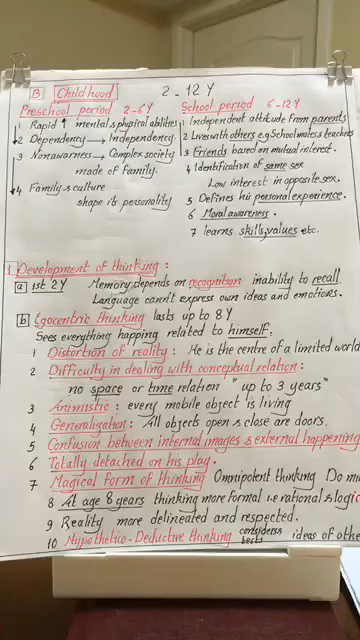 B Childhood 2 - 12 Y
Preschool period 2-6Y
1 Rapid ↑ mental & physical abilities
2 Dependency → Independency.
3 Nonawarness → Complex society
made of family.
4 Family & culture
shape its personality
School period 6-12Y
1 Independent attitude from parents
2 Lives with others e.g School mates & teachers
3 Friends based on mutual interest.
4 Identification of same sex
Low interest in opposite sex.
5 Defines his personal experience.
6 Moral awareness.
7 learns skills, values etc.
Development of thinking:
a 1st 2Y Memory depends on recognition inability to recall.
Language cann't express own ideas and emotions.
b Egocentric thinking lasts up to 8Y
Sees everything happing related to himself.
1 Distortion of reality: He is the centre of a limited world
2 Difficulty in dealing with conceptual relation:
no space or time relation "up to 3 years"
3 Animistic: every mobile object is living
4 Generalization: All objects open & close are doors.
5 Confusion between internal images & external happening
6 Totally detached on his play.
7 Magical form of thinking Omnipotent thinking Do
8 At age 8 years thinking more formal i.e rational & logic
9 Reality more delineated and respected.
10 Hypothetico-Deductive thinking considers tests ideas of othe